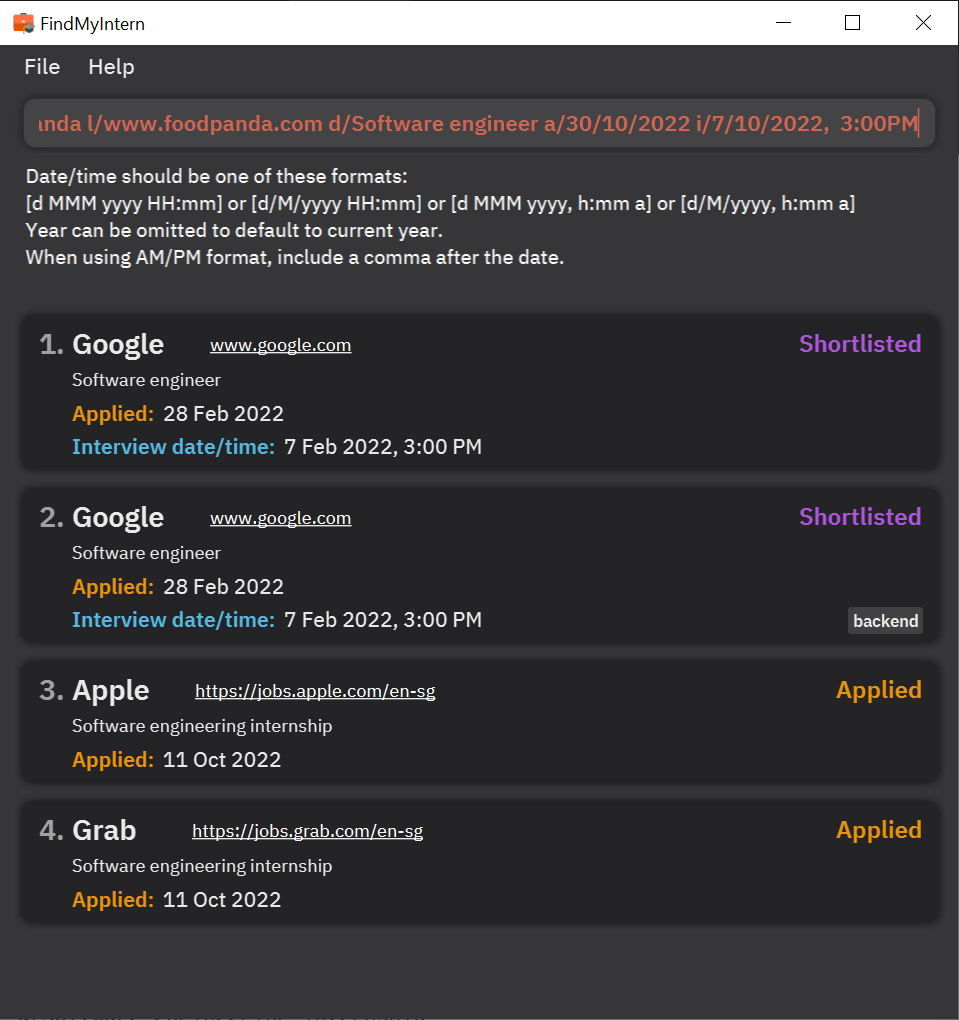 FindMyIntern
File Help
anda l/www.foodpanda.com d/Software engineer a/30/10/2022 i/7/10/2022,  3:00PM
Date/time should be one of these formats:
[d MMM yyyy HH:mm] or [d/M/yyyy HH:mm] or [d MMM yyyy, h:mm a] or [d/M/yyyy, h:mm a]
Year can be omitted to default to current year.
When using AM/PM format, include a comma after the date.
1. Google www.google.com Shortlisted
Software engineer
Applied: 28 Feb 2022
Interview date/time: 7 Feb 2022, 3:00 PM
2. Google www.google.com Shortlisted
Software engineer
Applied: 28 Feb 2022
Interview date/time: 7 Feb 2022, 3:00 PM backend
3. Apple https://jobs.apple.com/en-sg Applied
Software engineering internship
Applied: 11 Oct 2022
4. Grab https://jobs.grab.com/en-sg Applied
Software engineering internship
Applied: 11 Oct 2022